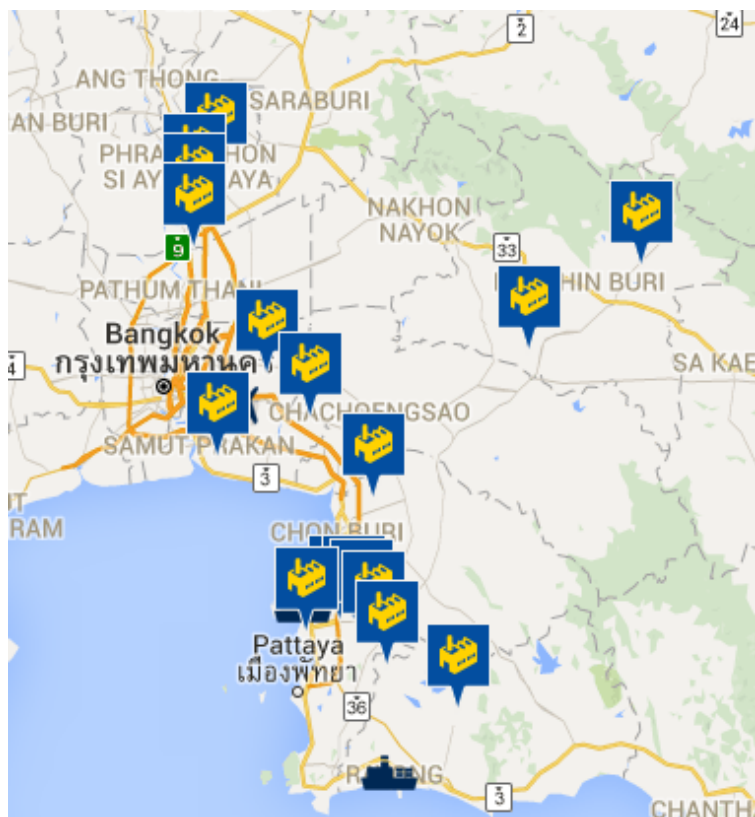 2
24
ANG THONG
SARABURI
AN BURI
PHRA
HON
SI AY
AYA
NAKHON
NAYOK
33
HIN BURI
9
PATHUM THANI
Bangkok
กรุงเทพมหานคร
4
SA KAE
CHACHOENGSAO
SAMUT PRAKAN
3
RAM
CHON BURI
Pattaya
เมืองพัทยา
36
3
CHANTH